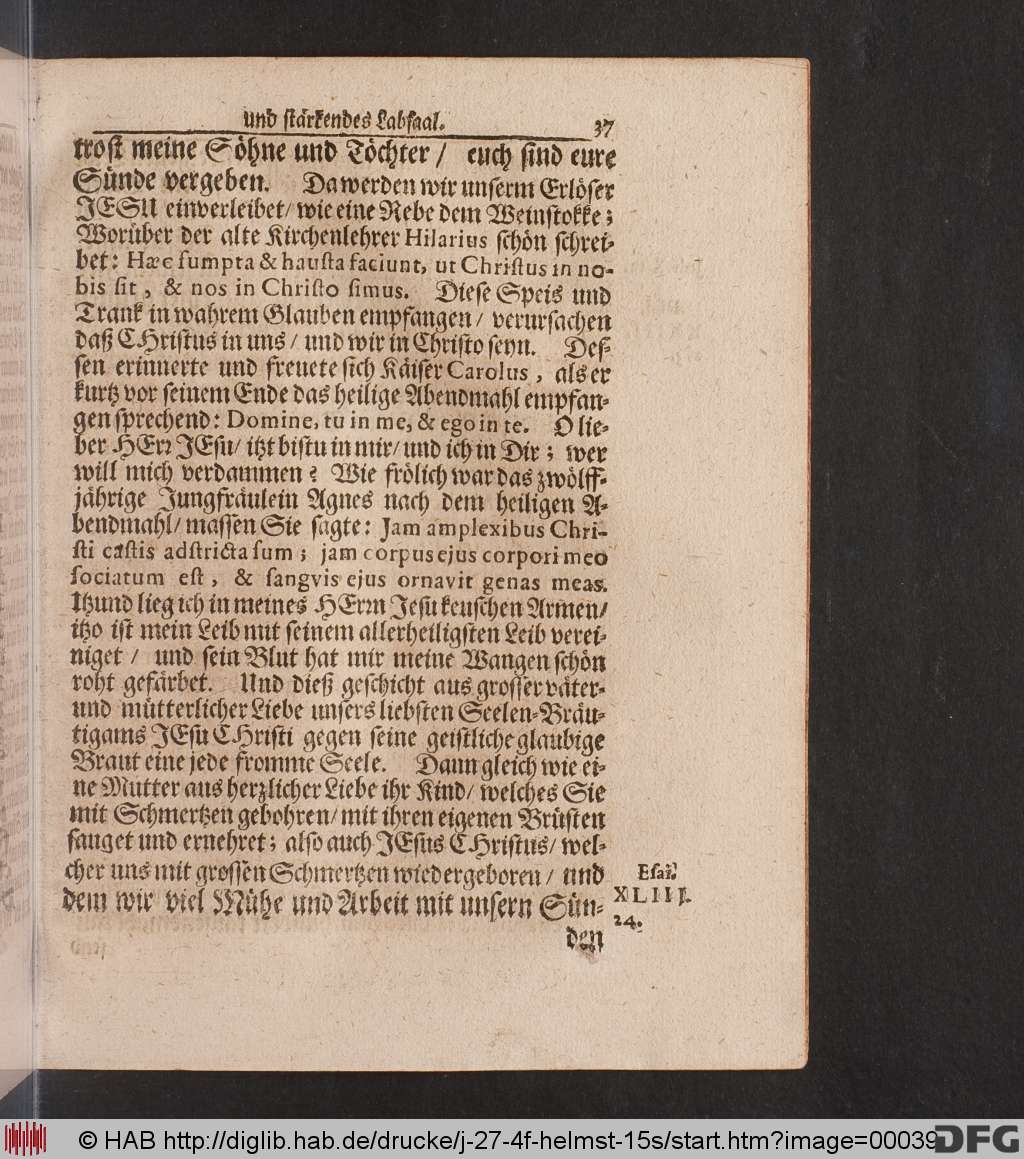 und stärkendes Labsaal. 37
trost meine Söhne und Töchter / euch sind eure
Sünde vergeben. Da werden wir unserm Erlöser
JESU einverleibet / wie eine Rebe dem Weinstokke;
Worüber der alte Kirchenlehrer Hilarius schön schrei-
bet: Hæc sumpta & hausta faciunt, ut Christus in no-
bis sit, & nos in Christo simus. Diese Speis und
Trank in wahrem Glauben empfangen / verursachen
daß CHristus in uns / und wir in Christo seyn. Des-
sen erinnerte und freuete sich Käiser Carolus, als er
kurtz vor seinem Ende das heilige Abendmahl empfan-
gen sprechend: Domine, tu in me, & ego in te. O lie-
ber HErr JEsu / itzt bistu in mir / und ich in Dir; wer
will mich verdammen? Wie frölich war das zwölff-
jährige Jungfräulein Agnes nach dem heiligen A-
bendmahl / massen Sie sagte: Jam amplexibus Chri-
sti castis adstricta sum; jam corpus ejus corpori meo
sociatum est, & sangvis ejus ornavit genas meas.
Itzund lieg ich in meines HErrn Jesu keuschen Armen /
itzo ist mein Leib mit seinem allerheiligsten Leib verei-
niget / und sein Blut hat mir meine Wangen schön
roht gefärbet. Und dieß geschicht aus grosser väter-
und mütterlicher Liebe unsers liebsten Seelen-Bräu-
tigams JEsu CHristi gegen seine geistliche glaubige
Braut eine jede fromme Seele. Dann gleich wie ei-
ne Mutter aus herzlicher Liebe ihr Kind / welches Sie
mit Schmertzen gebohren / mit ihren eigenen Brüsten
sauget und ernehret; also auch JEsus CHristus / wel-
cher uns mit grossen Schmertzen wiedergeboren / und
dem wir viel Mühe und Arbeit mit unsern Sün-
den
Esai.
XLIII.
24.
© HAB http://diglib.hab.de/drucke/j-27-4f-helmst-15s/start.htm?image=00039
DFG